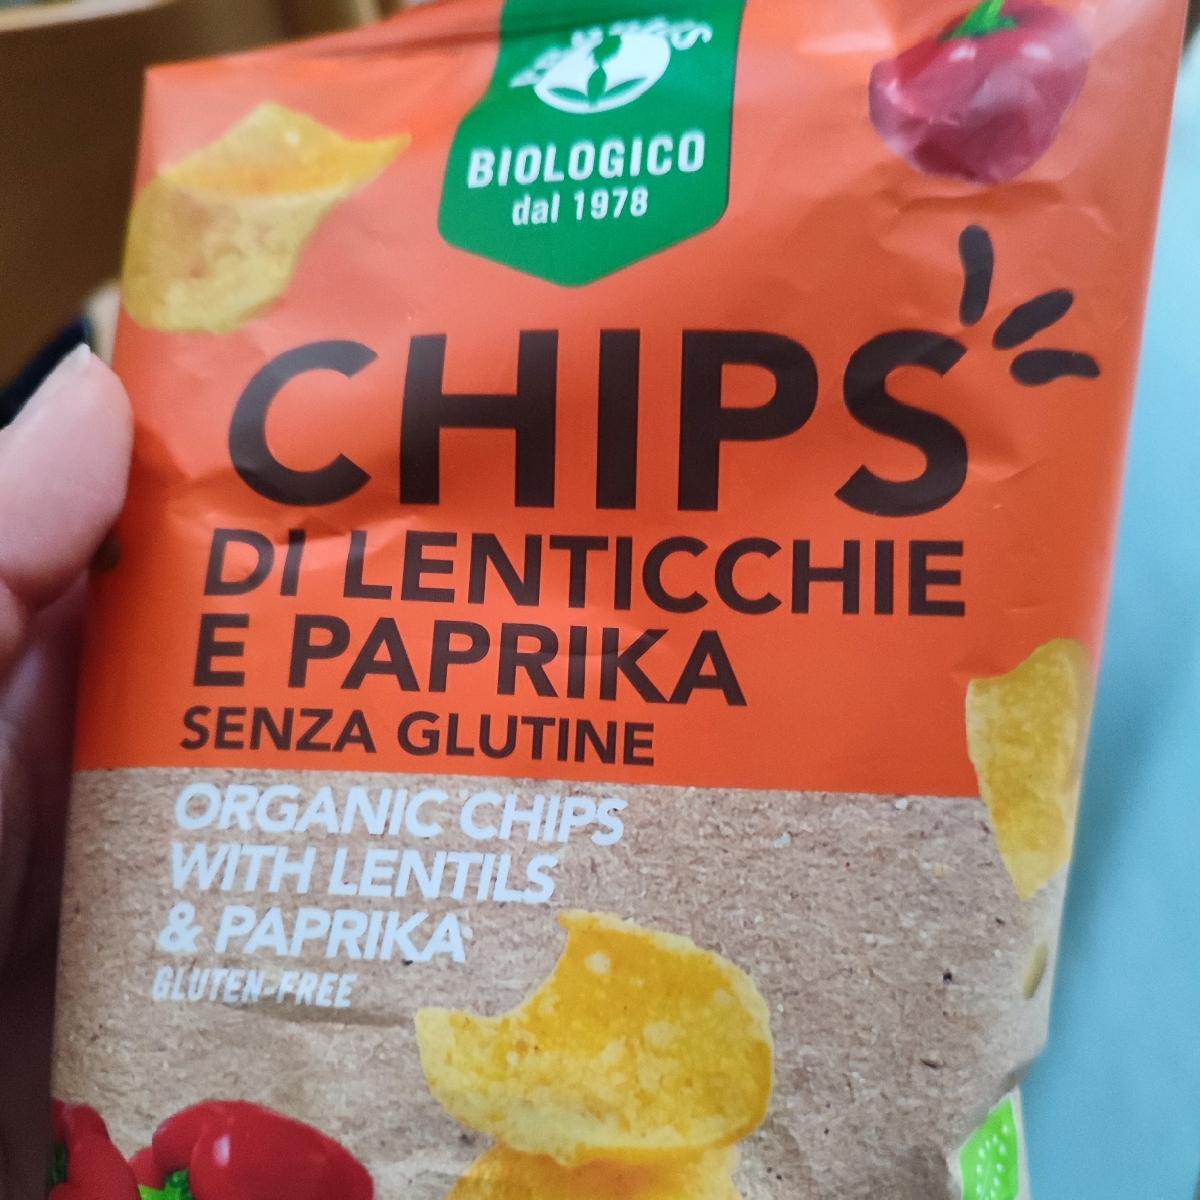 BIOLOGICO
dal 1978
CHIPS
DI LENTICCHIE
E PAPRIKA
SENZA GLUTINE
ORGANIC CHIPS
WITH LENTILS
& PAPRIKA
GLUTEN-FREE